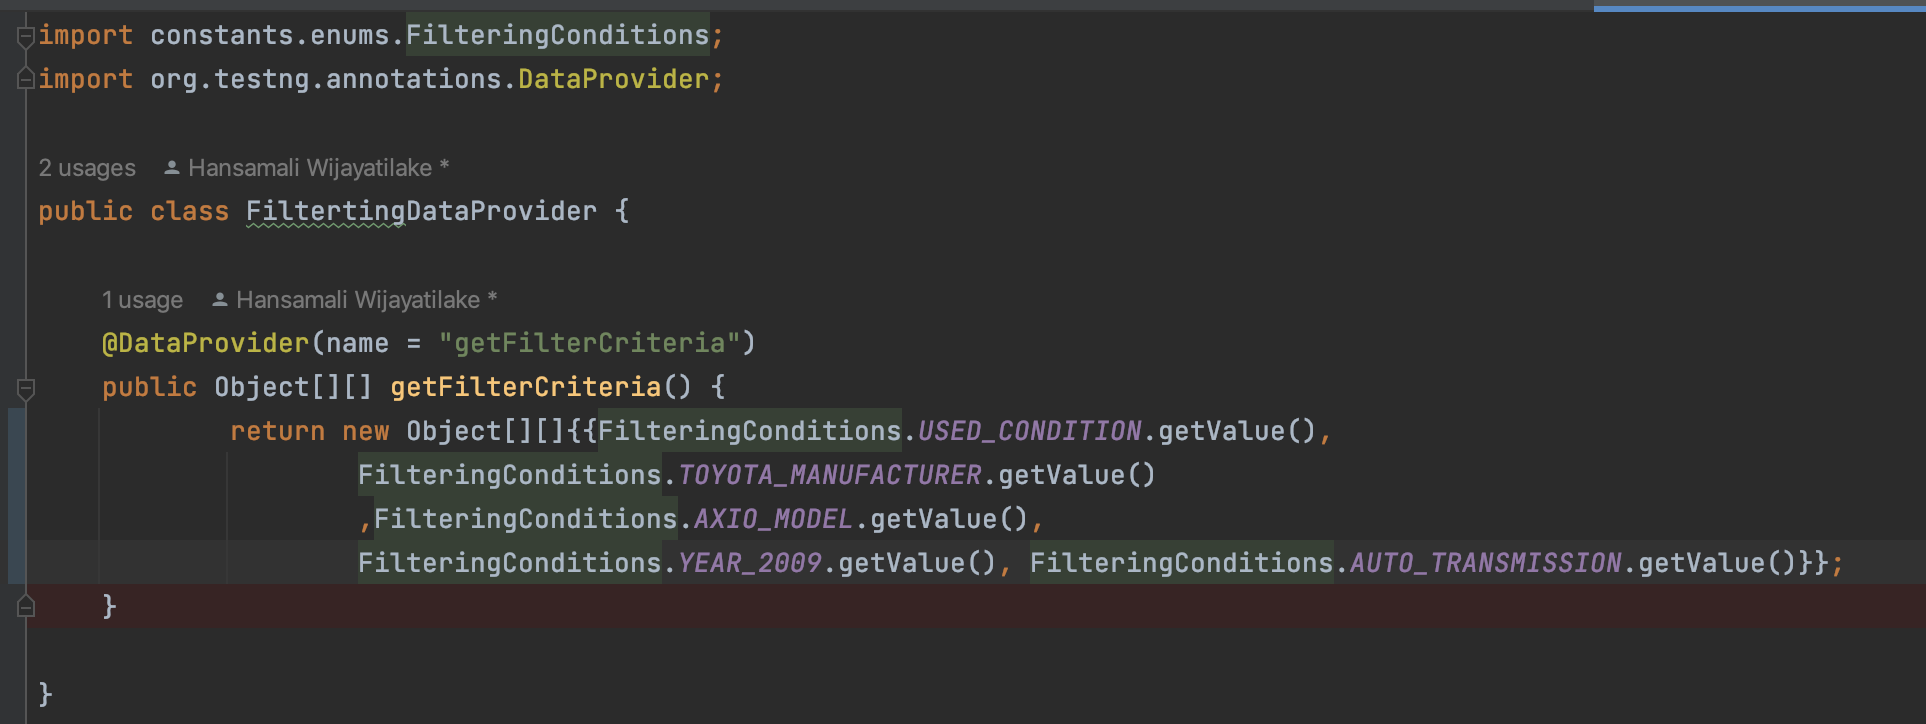 import constants.enums.FilteringConditions;
import org.testng.annotations.DataProvider;
2 usages Hansamali Wijayatilake *
public class FiltertingDataProvider {
1 usage Hansamali Wijayatilake *
@DataProvider(name = "getFilterCriteria")
public Object[][] getFilterCriteria() {
return new Object[][]{{FilteringConditions.USED_CONDITION.getValue(),
FilteringConditions.TOYOTA_MANUFACTURER.getValue()
,FilteringConditions.AXIO_MODEL.getValue(),
FilteringConditions.YEAR_2009.getValue(), FilteringConditions.AUTO_TRANSMISSION.getValue()}};
}
}